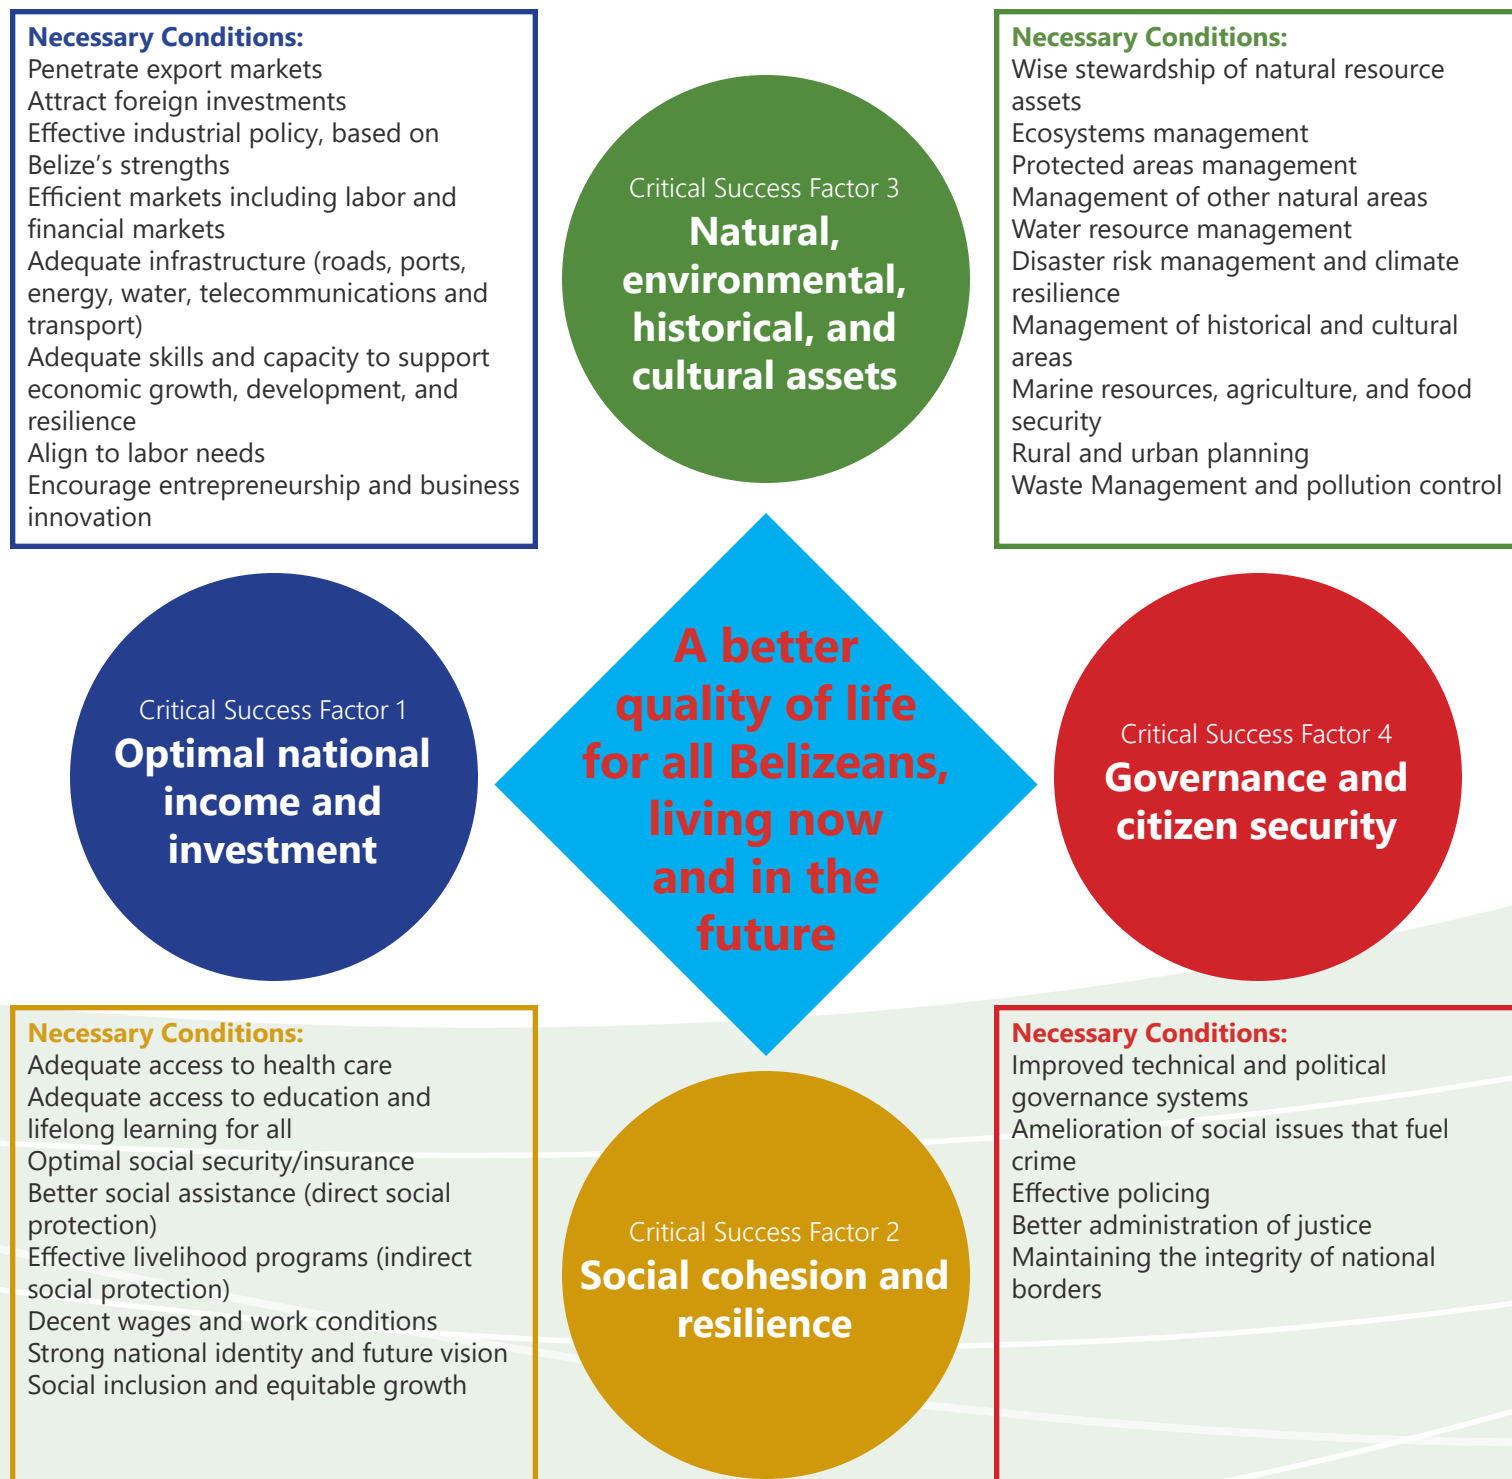 Necessary Conditions:
Penetrate export markets
Attract foreign investments
Effective industrial policy, based on
Belize’s strengths
Efficient markets including labor and
financial markets
Adequate infrastructure (roads, ports,
energy, water, telecommunications and
transport)
Adequate skills and capacity to support
economic growth, development, and
resilience
Align to labor needs
Encourage entrepreneurship and business
innovation
Critical Success Factor 3
Natural,
environmental,
historical, and
cultural assets
Necessary Conditions:
Wise stewardship of natural resource
assets
Ecosystems management
Protected areas management
Management of other natural areas
Water resource management
Disaster risk management and climate
resilience
Management of historical and cultural
areas
Marine resources, agriculture, and food
security
Rural and urban planning
Waste Management and pollution control
Critical Success Factor 1
Optimal national
income and
investment
A better
quality of life
for all Belizeans,
living now
and in the
future
Critical Success Factor 4
Governance and
citizen security
Necessary Conditions:
Adequate access to health care
Adequate access to education and
lifelong learning for all
Optimal social security/insurance
Better social assistance (direct social
protection)
Effective livelihood programs (indirect
social protection)
Decent wages and work conditions
Strong national identity and future vision
Social inclusion and equitable growth
Critical Success Factor 2
Social cohesion and
resilience
Necessary Conditions:
Improved technical and political
governance systems
Amelioration of social issues that fuel
crime
Effective policing
Better administration of justice
Maintaining the integrity of national
borders